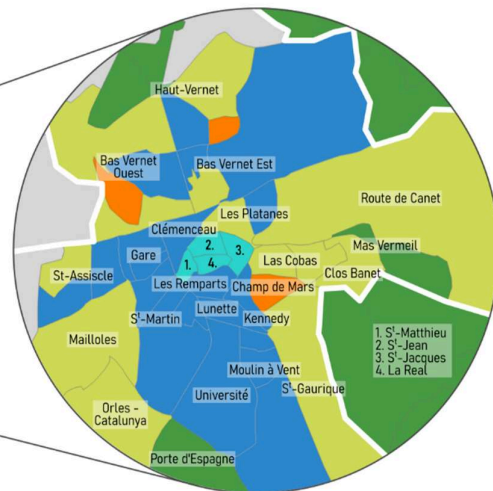 Haut-Vernet
Bas Vernet
Ouest
Bas Vernet Est
Route de Canet
Les Platanes
Clémenceau
2.
3.
Mas Vermeil
Gare
1.
4.
Las Cobas
St-Assiscle
Clos Banet
Les Remparts
Champ de Mars
Lunette
St-Martin
Kennedy
1. St-Matthieu
2. St-Jean
3. St-Jacques
4. La Real
Mailloles
Moulin à Vent
St-Gaurique
Université
Orles -
Catalunya
Porte d'Espagne